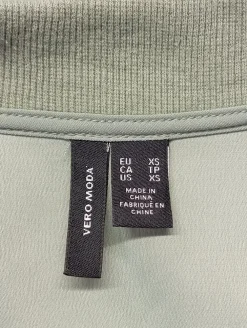 VERO MODA
EU XS
CA TP
US XS
MADE IN
CHINA
FABRIQUÉ EN
CHINE